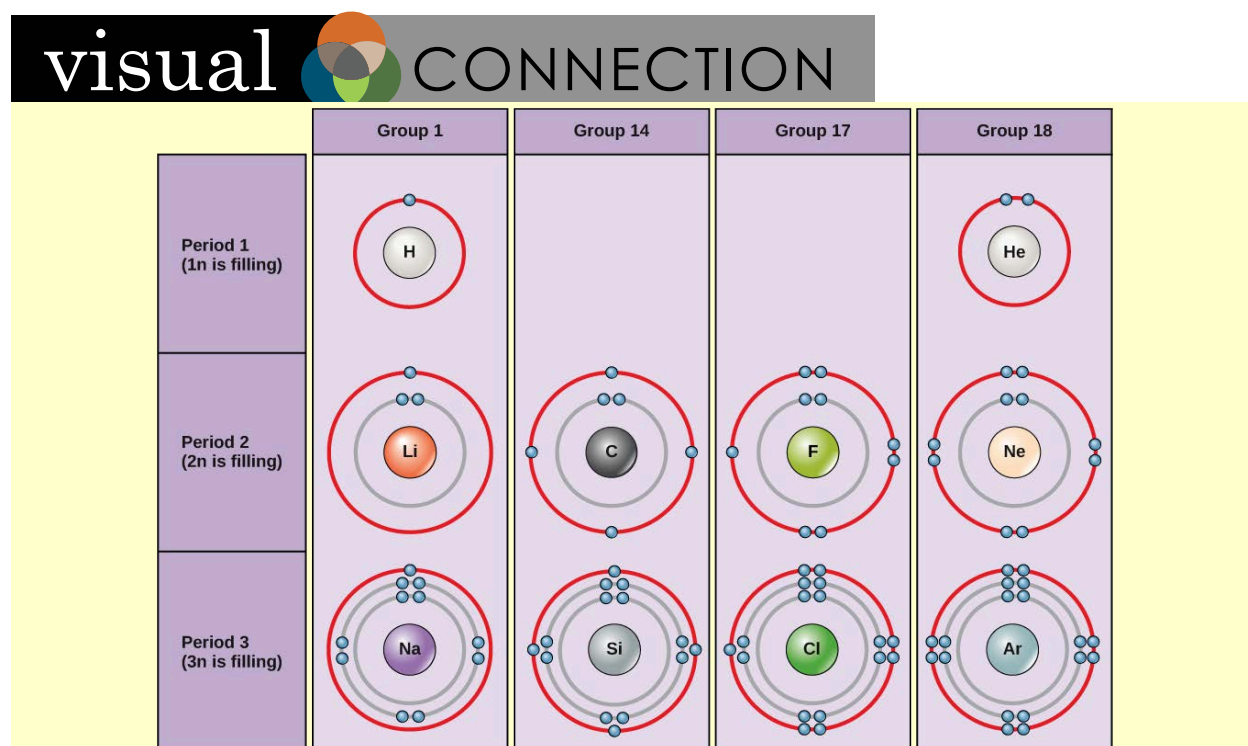 visual CONNECTION
Group 1
Group 14
Group 17
Group 18
Period 1
(1n is filling)
H
He
Period 2
(2n is filling)
Li
C
F
Ne
Period 3
(3n is filling)
Na
Si
Cl
Ar